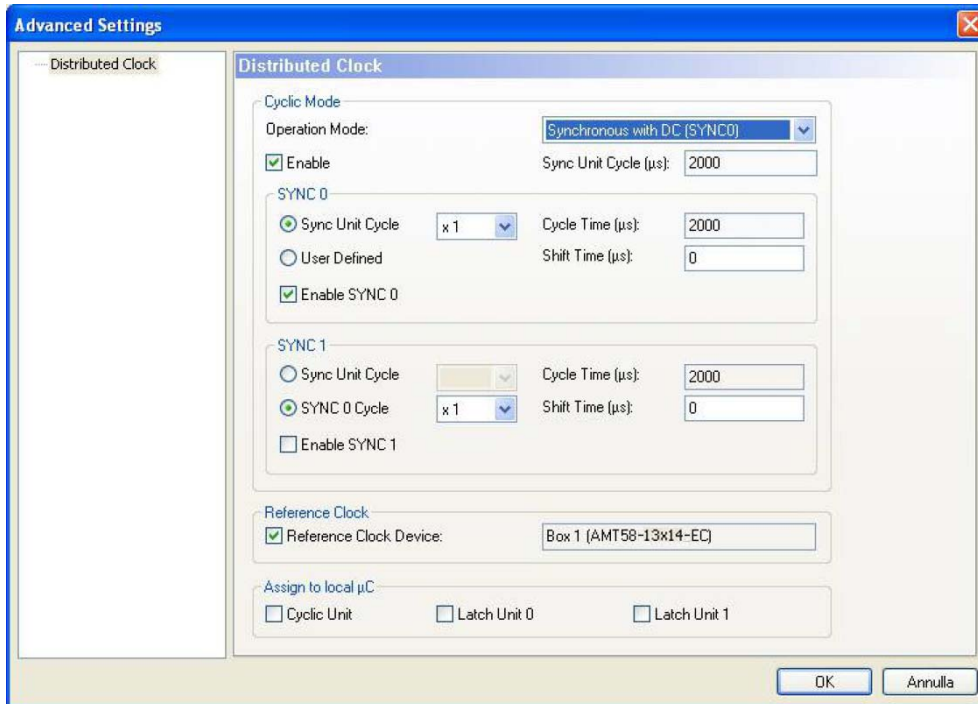 Advanced Settings
Distributed Clock
Distributed Clock
Cyclic Mode
Operation Mode: Synchronous with DC (SYNC0)
Enable Sync Unit Cycle (µs): 2000
SYNC 0
Sync Unit Cycle x 1 Cycle Time (µs): 2000
User Defined Shift Time (µs): 0
Enable SYNC 0
SYNC 1
Sync Unit Cycle Cycle Time (µs): 2000
SYNC 0 Cycle x 1 Shift Time (µs): 0
Enable SYNC 1
Reference Clock
Reference Clock Device: Box 1 (AMT58-13x14-EC)
Assign to local µC
Cyclic Unit Latch Unit 0 Latch Unit 1
OK Annulla